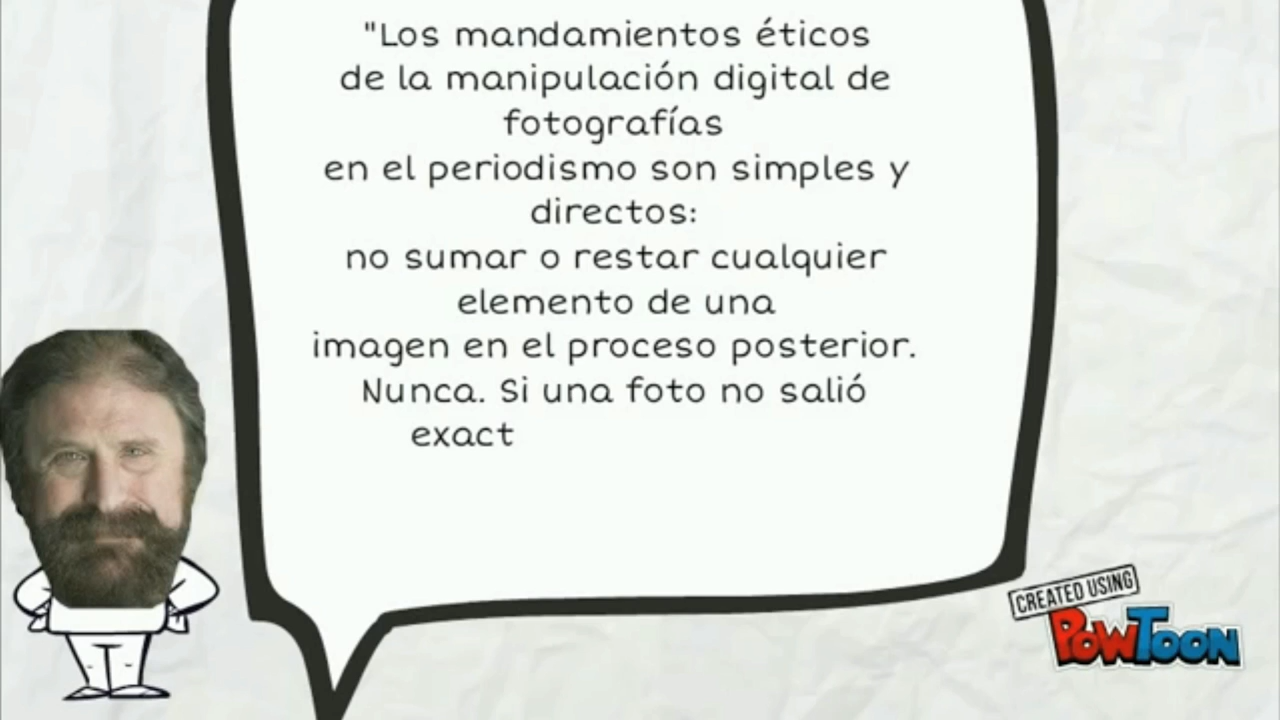 "Los mandamientos éticos
de la manipulación digital de
fotografías
en el periodismo son simples y
directos:
no sumar o restar cualquier
elemento de una
imagen en el proceso posterior.
Nunca. Si una foto no salió
exact
CREATED USING
POWTOON